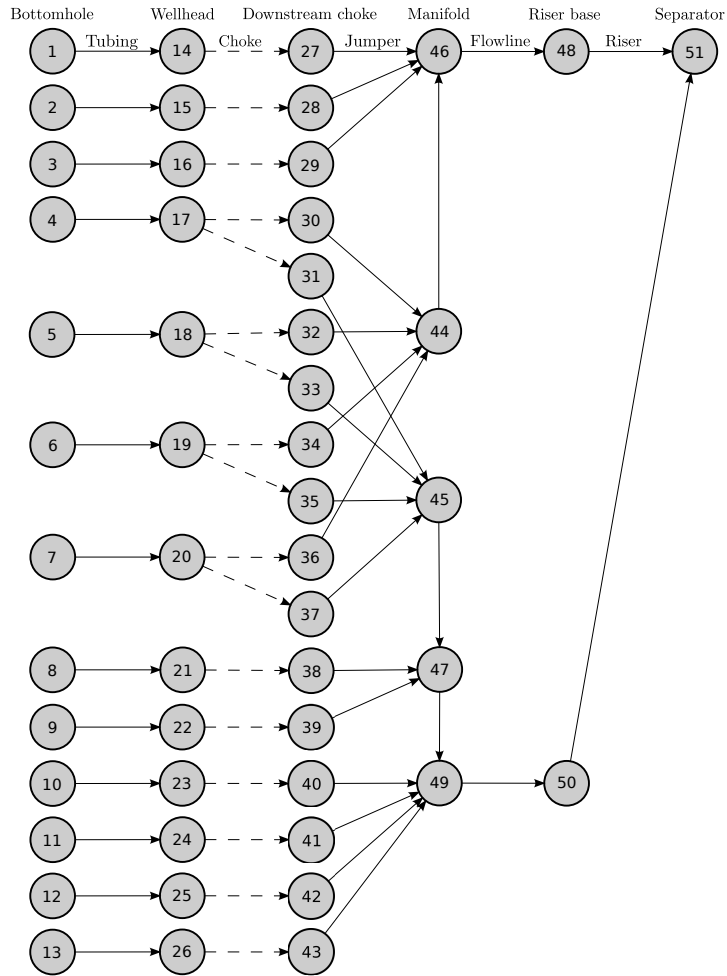 Bottomhole Wellhead Downstream choke Manifold Riser base Separator
Tubing Choke Jumper Flowline Riser
1 14 27 46 48 51
2 15 28
3 16 29
4 17 30
31
5 18 32 44
33
6 19 34
35 45
7 20 36
37
8 21 38 47
9 22 39
10 23 40 49 50
11 24 41
12 25 42
13 26 43